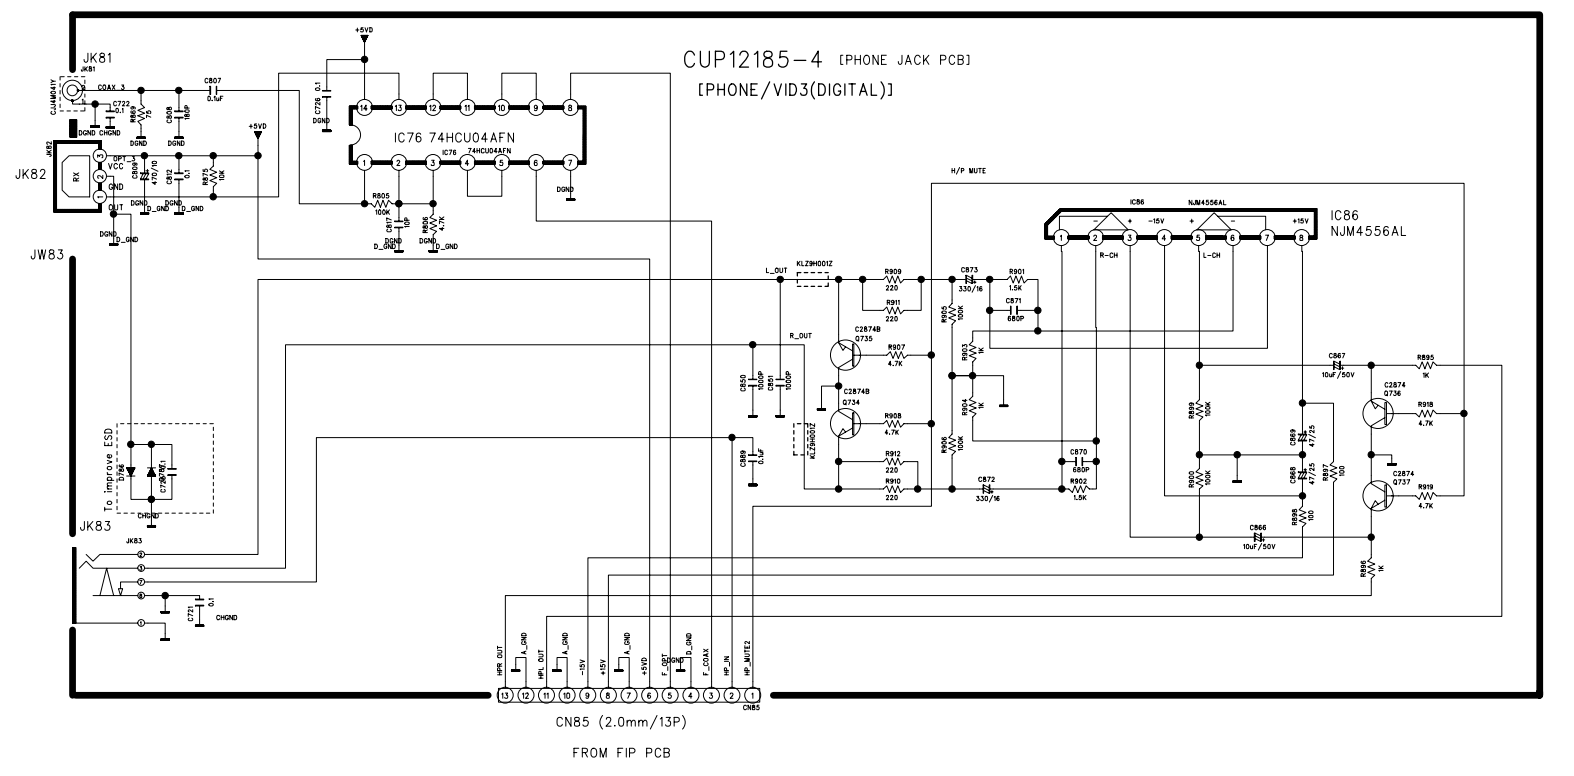 CUP12185-4 [PHONE JACK PCB]
[PHONE/VID3(DIGITAL)]
JK81
JK81
CJJ4M041Y
COAX_3
C722
0.1
DGND
CHGND
R869
75
DGND
C808
180P
DGND
C807
0.1uF
+5VD
C726
0.1
DGND
14
13
12
11
10
9
8
IC76 74HCU04AFN
IC76
74HCU04AFN
1
2
3
4
5
6
7
DGND
R805
100K
C817
10P
DGND
D_GND
R806
4.7K
DGND
D_GND
+5VD
JK82
JK82
RX
3
2
1
OPT_3
VCC
GND
OUT
C809
470/10
DGND
D_GND
C812
0.1
DGND
D_GND
R875
10K
DGND
D_GND
JW83
To improve ESD
D786
0.1
CHGND
JK83
JK83
2
7
1
C721
0.1
CHGND
L_OUT
KLZ9H001Z
R_OUT
C850
1000P
C851
1000P
KLZ9H001Z
C889
0.1uF
C2874B
Q735
C2874B
Q734
R909
220
R911
220
R907
4.7K
R908
4.7K
R912
220
R910
220
H/P MUTE
C873
330/16
R901
1.5K
C871
680P
R905
100K
R903
1K
R904
1K
R906
100K
C872
330/16
C870
680P
R902
1.5K
IC86
NJM4556AL
IC86
NJM4556AL
- + -15V + - +15V
1
2
3
4
5
6
7
8
R-CH
L-CH
R899
100K
R900
100K
C867
10uF/50V
C869
47/25
C868
47/25
R897
100
R898
100
C866
10uF/50V
R895
1K
C2874
Q736
R918
4.7K
C2874
Q737
R919
4.7K
R896
1K
HPR OUT
A_GND
HPL OUT
A_GND
-15V
+15V
A_GND
+5VD
F_OPT
DGND
D_GND
F_COAX
HP_IN
HP_MUTE2
13
12
11
10
9
8
7
6
5
4
3
2
1
CN85
CN85 (2.0mm/13P)
FROM FIP PCB